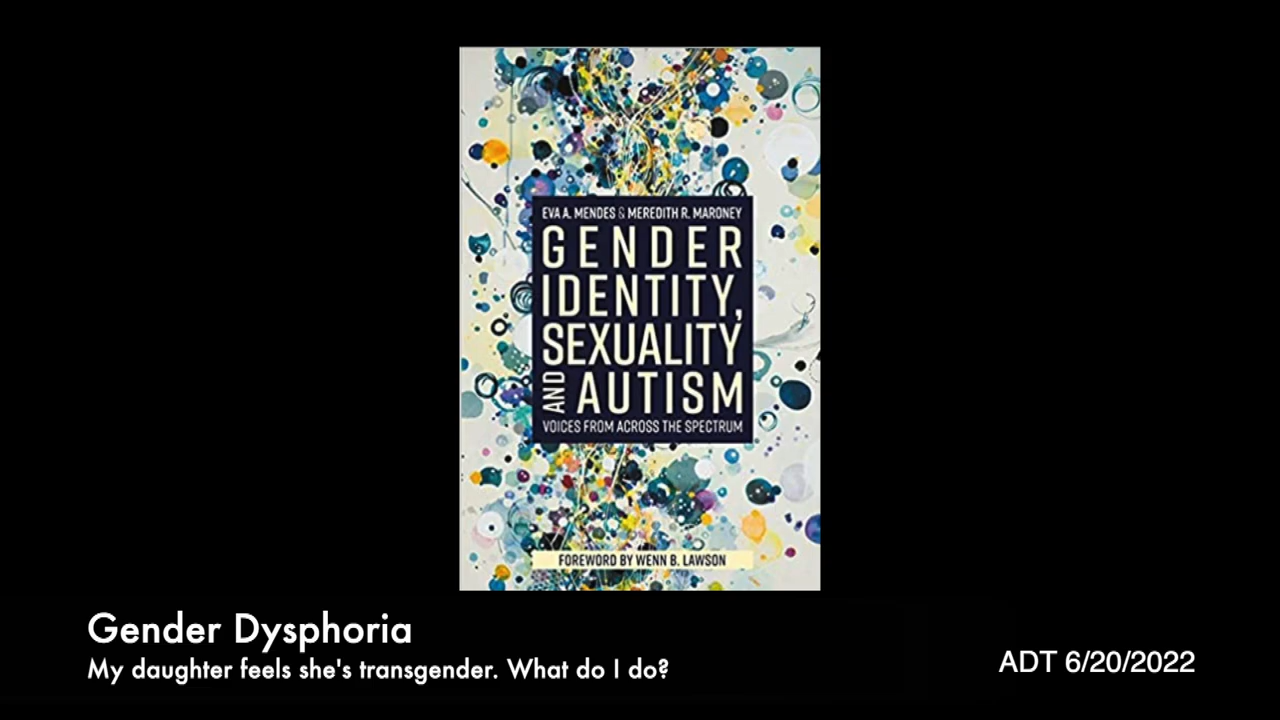 EVA A. MENDES & MEREDITH R. MARONEY
GENDER
IDENTITY,
SEXUALITY
AND AUTISM
VOICES FROM ACROSS THE SPECTRUM
FOREWORD BY WENN B. LAWSON
Gender Dysphoria
My daughter feels she's transgender. What do I do?
ADT 6/20/2022